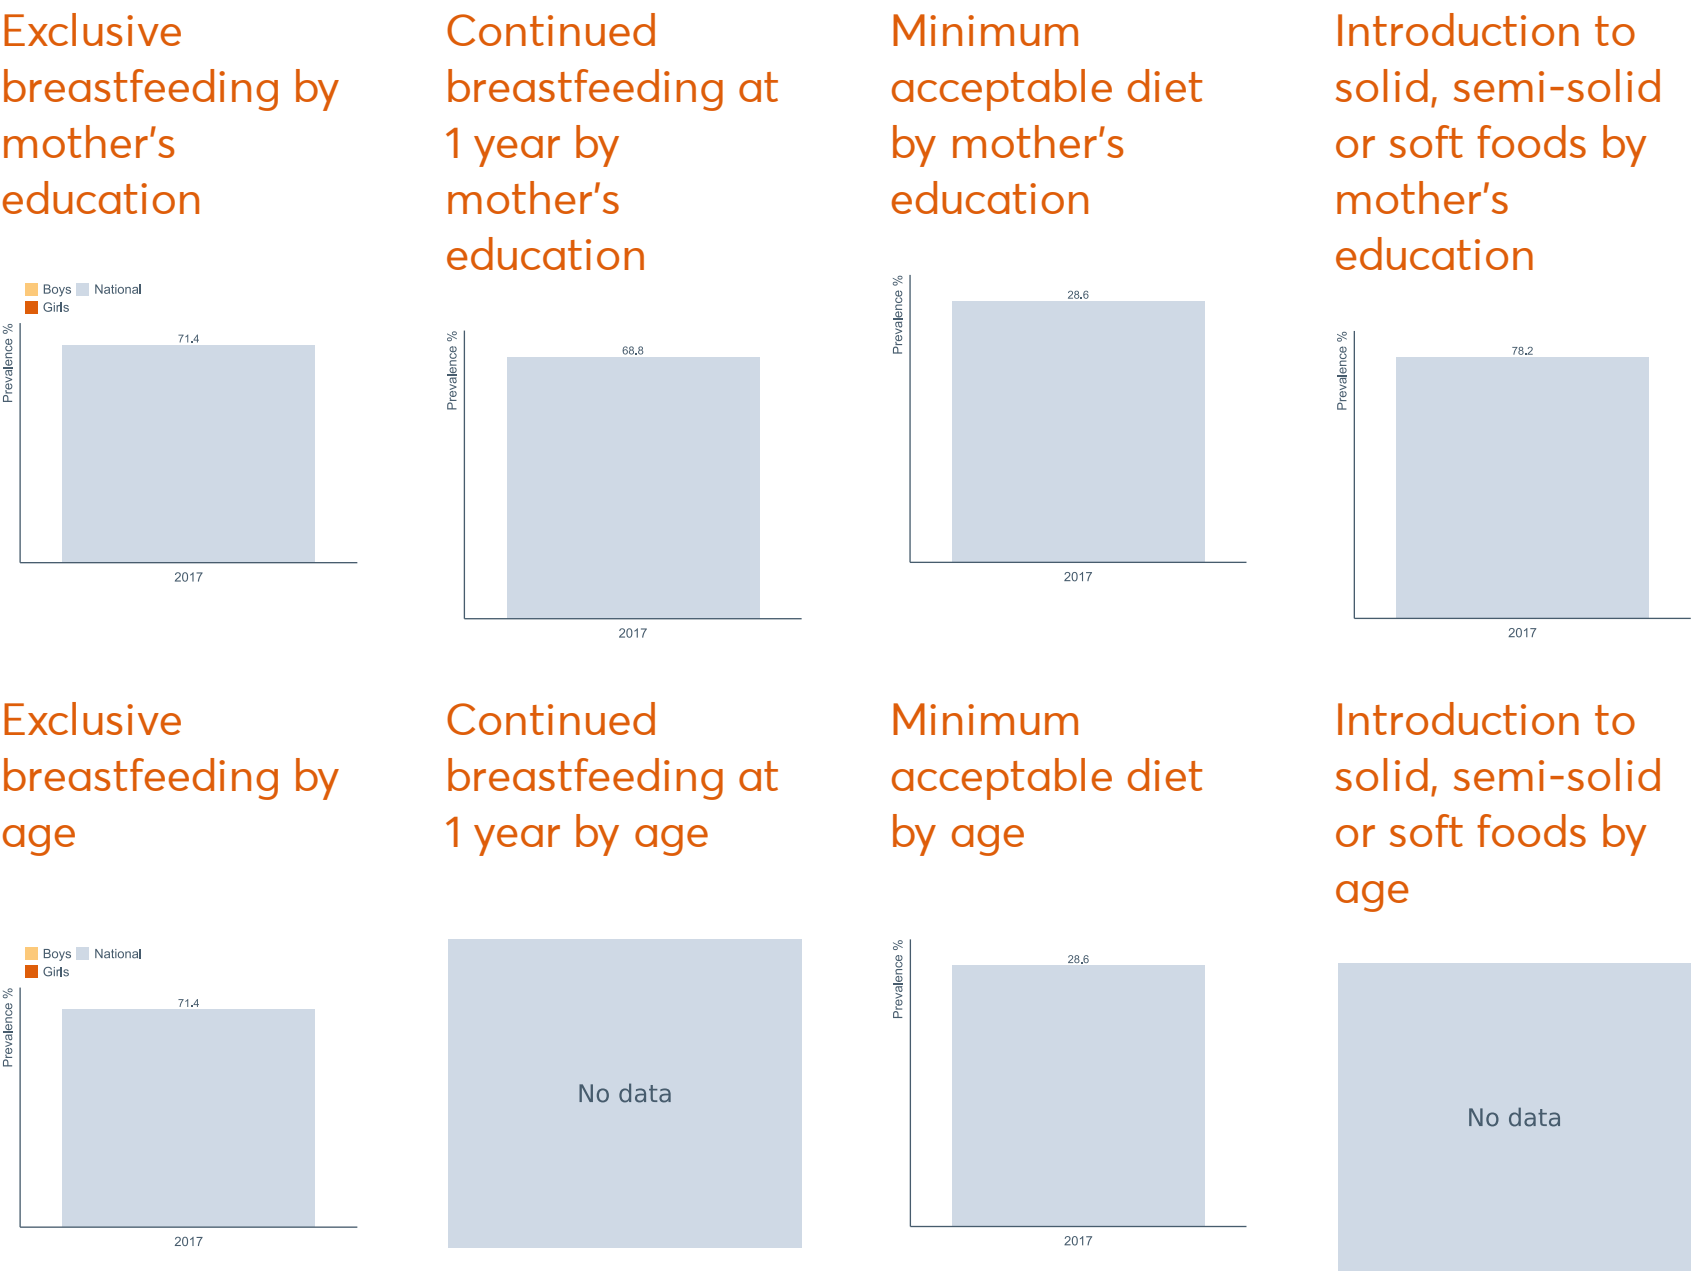 Exclusive
breastfeeding by
mother's
education
Boys National
Girls
Prevalence %
71.4
2017
Continued
breastfeeding at
1 year by
mother's
education
Prevalence %
68.8
2017
Minimum
acceptable diet
by mother's
education
Prevalence %
28.6
2017
Introduction to
solid, semi-solid
or soft foods by
mother's
education
Prevalence %
78.2
2017
Exclusive
breastfeeding by
age
Boys National
Girls
Prevalence %
71.4
2017
Continued
breastfeeding at
1 year by age
No data
Minimum
acceptable diet
by age
Prevalence %
28.6
2017
Introduction to
solid, semi-solid
or soft foods by
age
No data